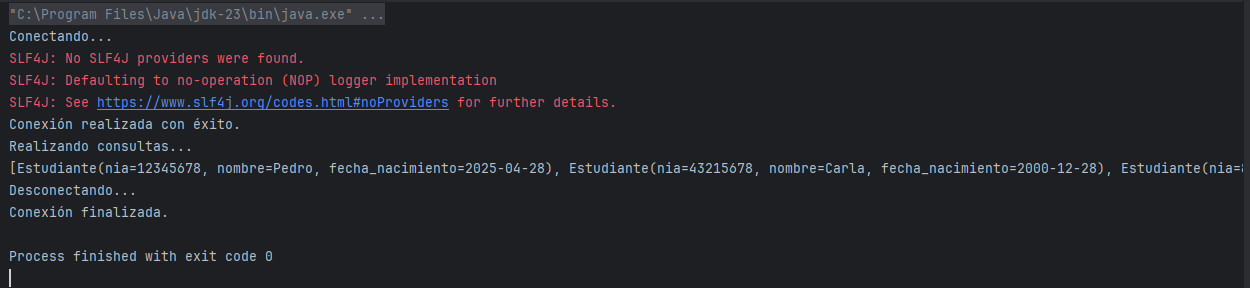 "C:\Program Files\Java\jdk-23\bin\java.exe" ...
Conectando...
SLF4J: No SLF4J providers were found.
SLF4J: Defaulting to no-operation (NOP) logger implementation
SLF4J: See https://www.slf4j.org/codes.html#noProviders for further details.
Conexión realizada con éxito.
Realizando consultas...
[Estudiante(nia=12345678, nombre=Pedro, fecha_nacimiento=2025-04-28), Estudiante(nia=43215678, nombre=Carla, fecha_nacimiento=2000-12-28), Estudiante(nia=
Desconectando...
Conexión finalizada.
Process finished with exit code 0